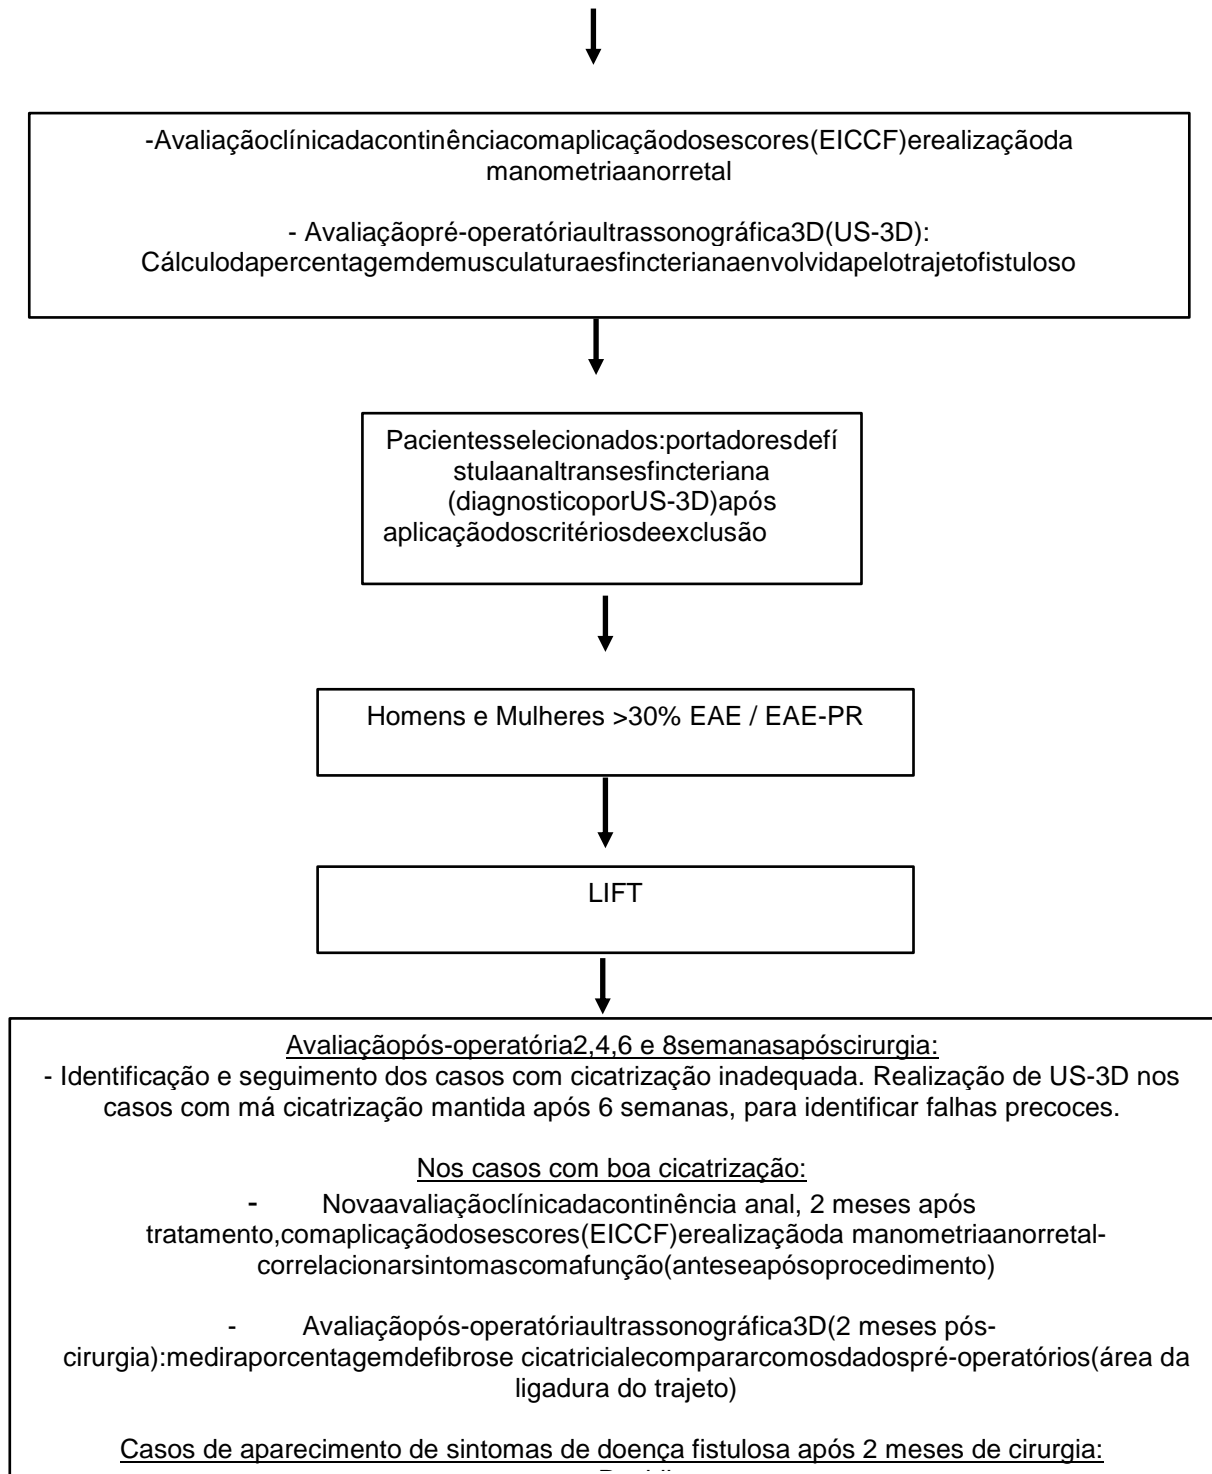 -Avaliaçãoclínicadacontinênciacomaplicaçãodosescores(EICCF)erealizaçãoda
manometriaanorretal
- Avaliaçãopré-operatóriaultrassonográfica3D(US-3D):
Cálculodapercentagemdemusculaturaesfincterianaenvolvidapelotrajetofistuloso
Pacientesselecionados:portadoresdefí
stulaanaltransesfincteriana
(diagnosticoporUS-3D)após
aplicaçãodoscritériosdeexclusão
Homens e Mulheres >30% EAE / EAE-PR
LIFT
Avaliaçãopós-operatória2,4,6 e 8semanasapóscirurgia:
- Identificação e seguimento dos casos com cicatrização inadequada. Realização de US-3D nos
casos com má cicatrização mantida após 6 semanas, para identificar falhas precoces.
Nos casos com boa cicatrização:
- Novaavaliaçãoclínicadacontinência anal, 2 meses após
tratamento,comaplicaçãodosescores(EICCF)erealizaçãoda manometriaanorretal-
correlacionarsintomascomafunção(anteseapósoprocedimento)
- Avaliaçãopós-operatóriaultrassonográfica3D(2 meses pós-
cirurgia):mediraporcentagemdefibrose cicatricialecompararcomosdadospré-operatórios(área da
ligadura do trajeto)
Casos de aparecimento de sintomas de doença fistulosa após 2 meses de cirurgia: